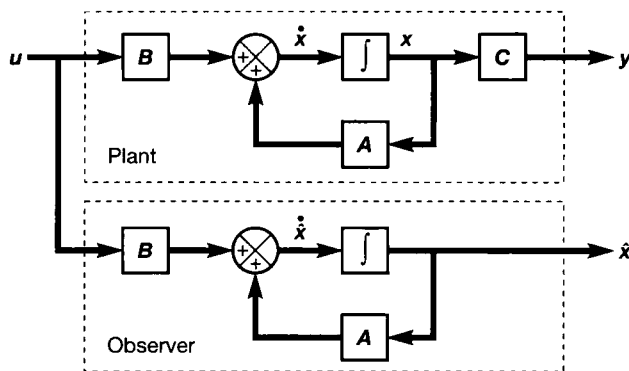 u B + + ẋ ∫ x C y
A
Plant
B + + x̂̇ ∫ x̂
A
Observer